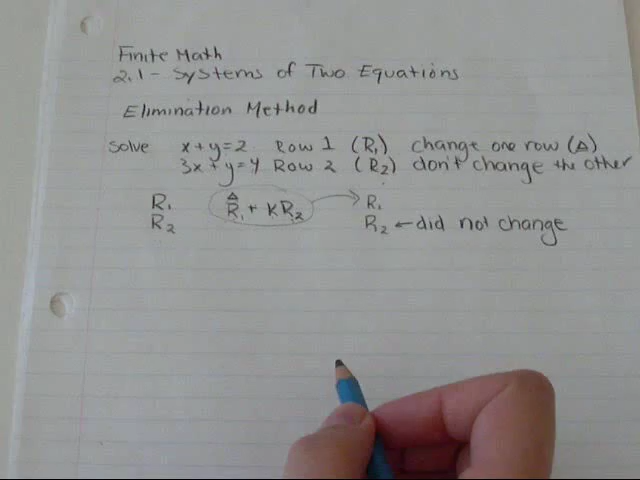 Finite Math
2.1 - Systems of Two Equations
Elimination Method
Solve x+y=2 Row 1 (R₁) change one row (Δ)
3x+y=4 Row 2 (R₂) don't change the other
R₁ Δ R₁ + KR₂ → R₁
R₂ R₂ ← did not change